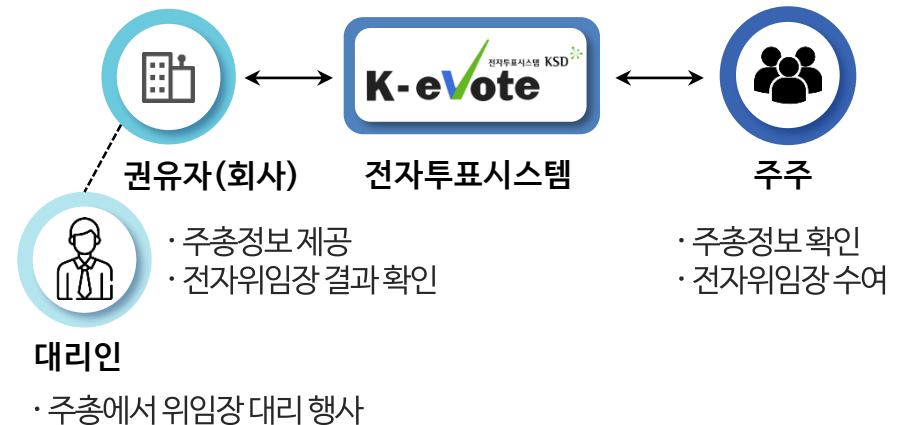 전자투표시스템 KSD
K-eVote
권유자(회사)
전자투표시스템
주주
· 주총정보 제공
· 전자위임장 결과 확인
· 주총정보 확인
· 전자위임장 수여
대리인
· 주총에서 위임장 대리 행사